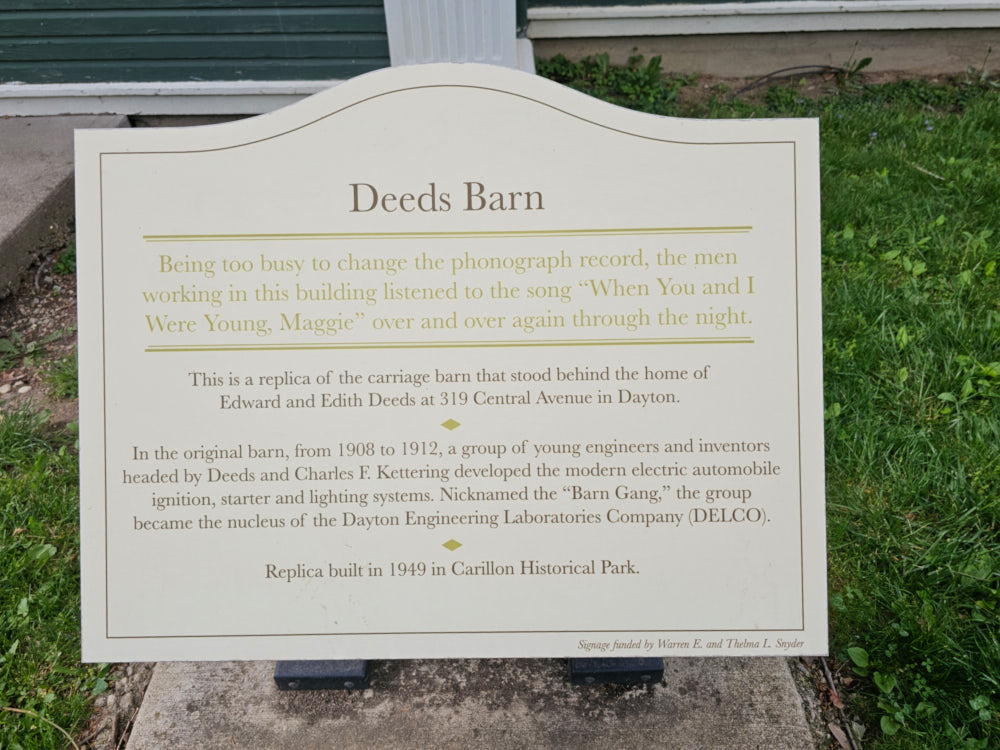 Deeds Barn
Being too busy to change the phonograph record, the men
working in this building listened to the song “When You and I
Were Young, Maggie” over and over again through the night.
This is a replica of the carriage barn that stood behind the home of
Edward and Edith Deeds at 319 Central Avenue in Dayton.
In the original barn, from 1908 to 1912, a group of young engineers and inventors
headed by Deeds and Charles F. Kettering developed the modern electric automobile
ignition, starter and lighting systems. Nicknamed the “Barn Gang,” the group
became the nucleus of the Dayton Engineering Laboratories Company (DELCO).
Replica built in 1949 in Carillon Historical Park.
Signage funded by Warren E. and Thelma L. Snyder